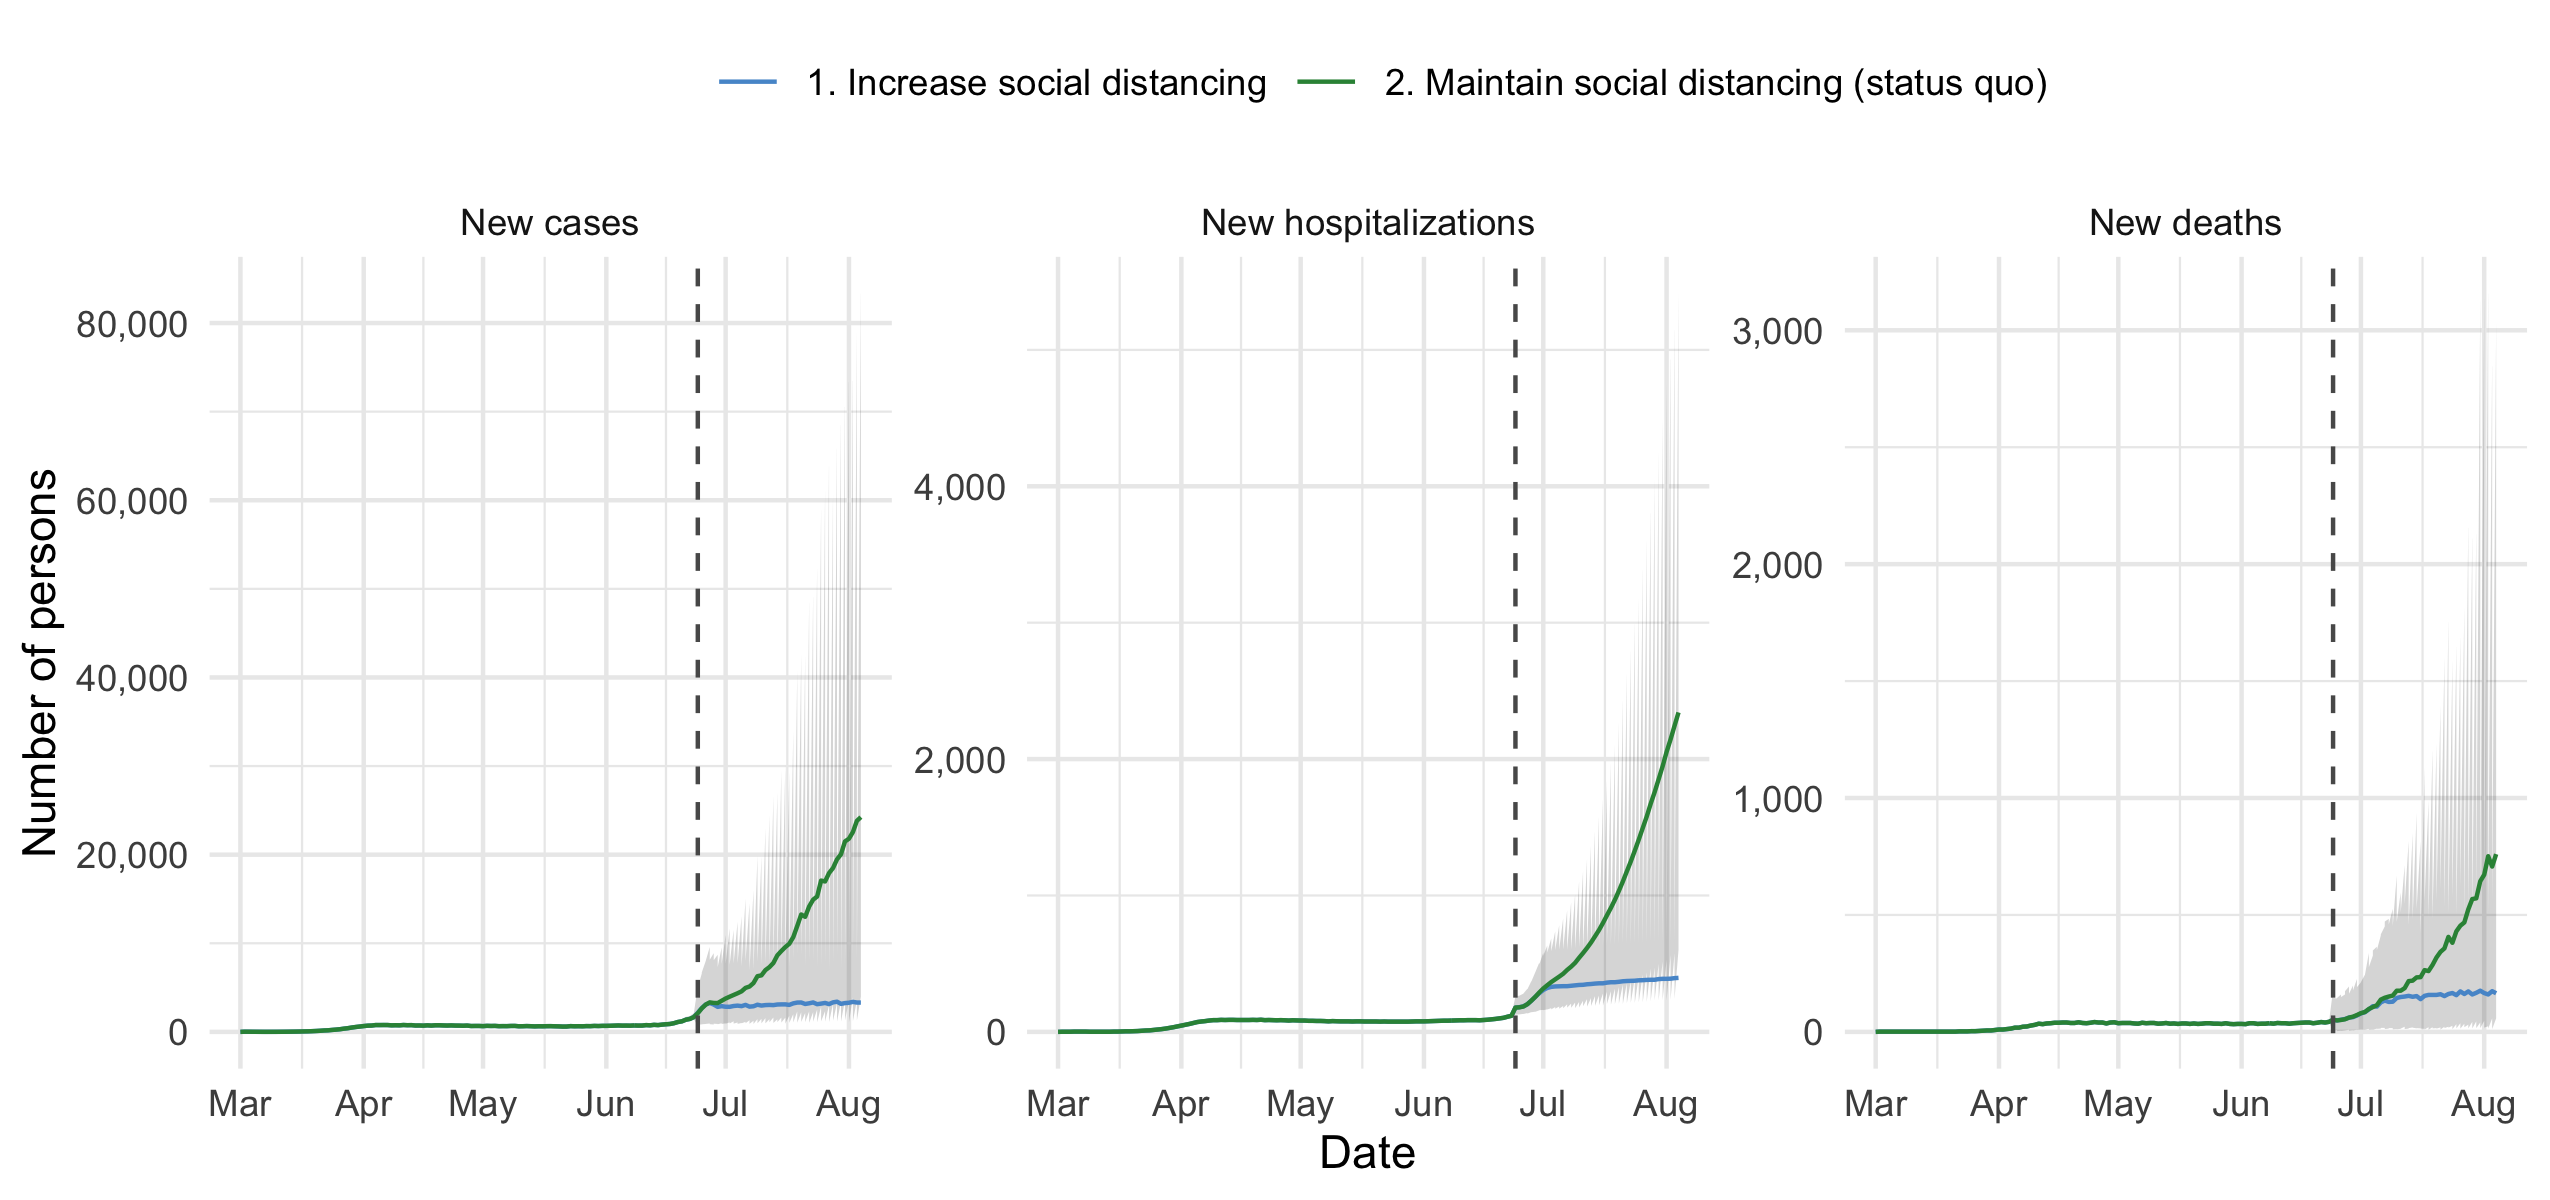 1. Increase social distancing 2. Maintain social distancing (status quo)
New cases New hospitalizations New deaths
Number of persons
80,000
60,000
40,000
20,000
0
4,000
2,000
0
3,000
2,000
1,000
0
Mar Apr May Jun Jul Aug Mar Apr May Jun Jul Aug Mar Apr May Jun Jul Aug
Date